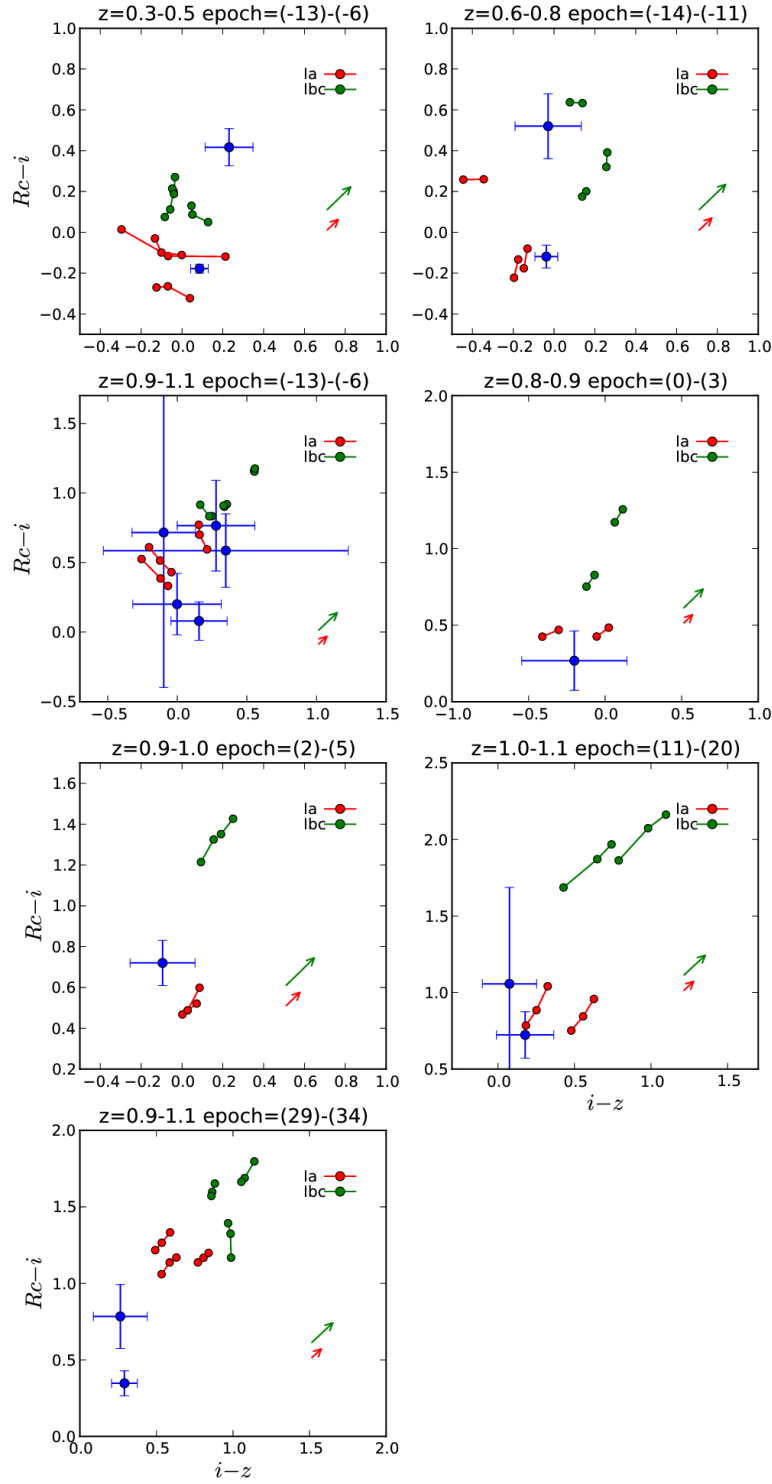 z=0.3-0.5 epoch=(-13)-(-6)
1.0
0.8
0.6
0.4
0.2
0.0
−0.2
−0.4
Rc−i
Ia
Ibc
−0.4 −0.2 0.0 0.2 0.4 0.6 0.8 1.0
z=0.6-0.8 epoch=(-14)-(-11)
1.0
0.8
0.6
0.4
0.2
0.0
−0.2
−0.4
Ia
Ibc
−0.4 −0.2 0.0 0.2 0.4 0.6 0.8 1.0
z=0.9-1.1 epoch=(-13)-(-6)
1.5
1.0
0.5
0.0
−0.5
Rc−i
Ia
Ibc
−0.5 0.0 0.5 1.0 1.5
z=0.8-0.9 epoch=(0)-(3)
2.0
1.5
1.0
0.5
0.0
Ia
Ibc
−1.0 −0.5 0.0 0.5 1.0
z=0.9-1.0 epoch=(2)-(5)
1.6
1.4
1.2
1.0
0.8
0.6
0.4
0.2
Rc−i
Ia
Ibc
−0.4 −0.2 0.0 0.2 0.4 0.6 0.8 1.0
z=1.0-1.1 epoch=(11)-(20)
2.5
2.0
1.5
1.0
0.5
Ia
Ibc
0.0 0.5 1.0 1.5
i−z
z=0.9-1.1 epoch=(29)-(34)
2.0
1.5
1.0
0.5
0.0
Rc−i
Ia
Ibc
0.0 0.5 1.0 1.5 2.0
i−z